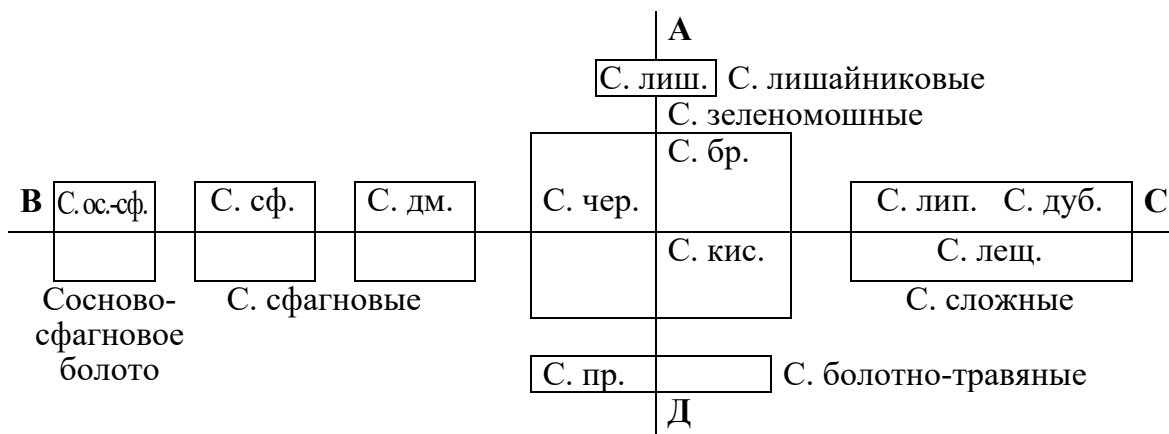 А
С. лиш. С. лишайниковые
С. зеленомошные
С. бр.
В С. ос.-сф. С. сф. С. дм. С. чер. С. лип. С. дуб. С
С. кис. С. лещ.
Сосново- С. сфагновые С. сложные
сфагновое
болото
С. пр. С. болотно-травяные
Д